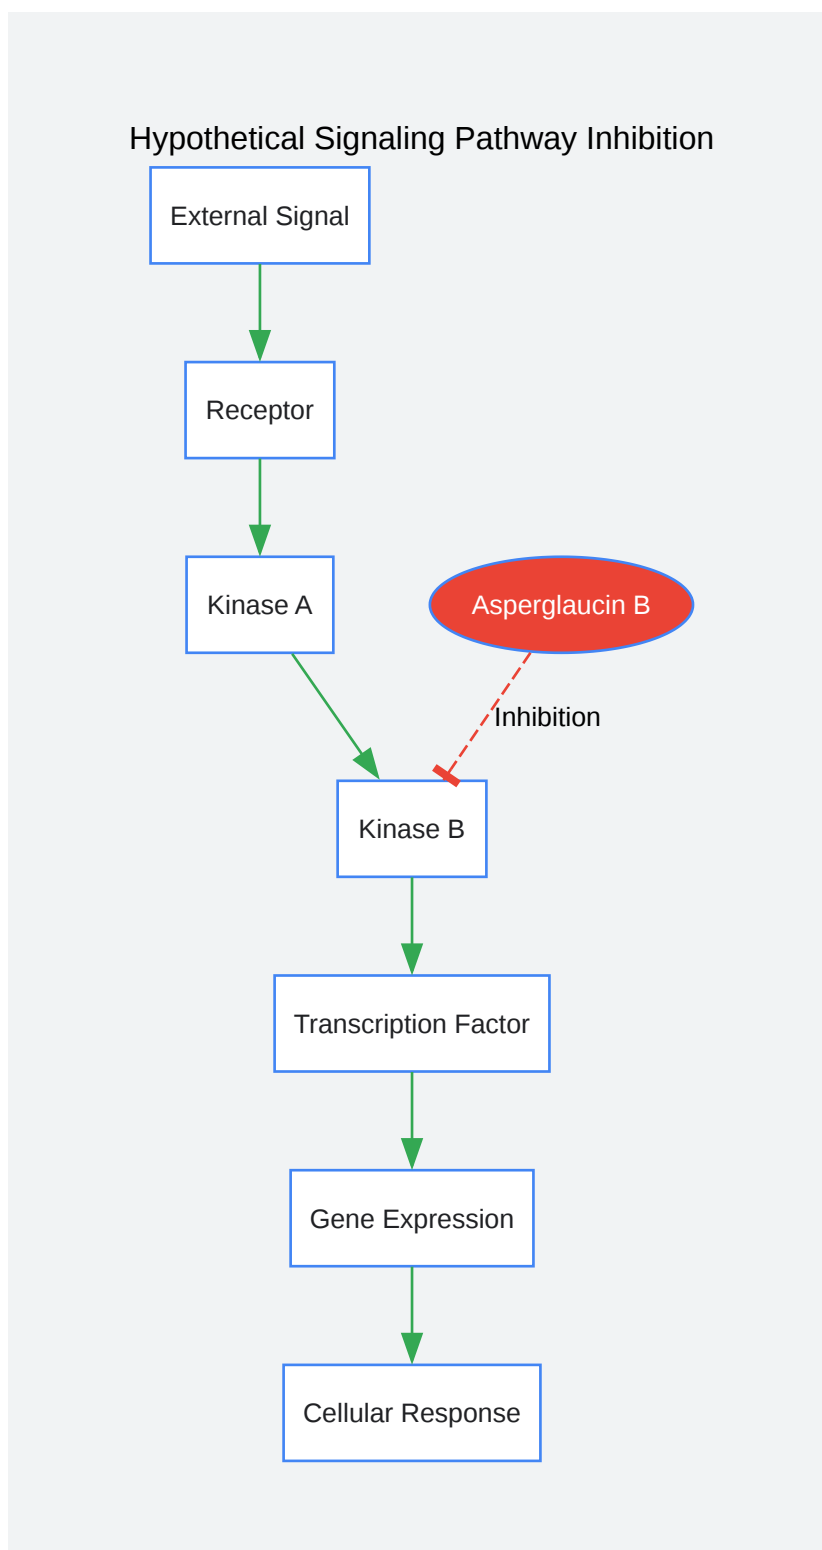 Hypothetical Signaling Pathway Inhibition
External Signal
Receptor
Kinase A
Asperglaucin B
Inhibition
Kinase B
Transcription Factor
Gene Expression
Cellular Response